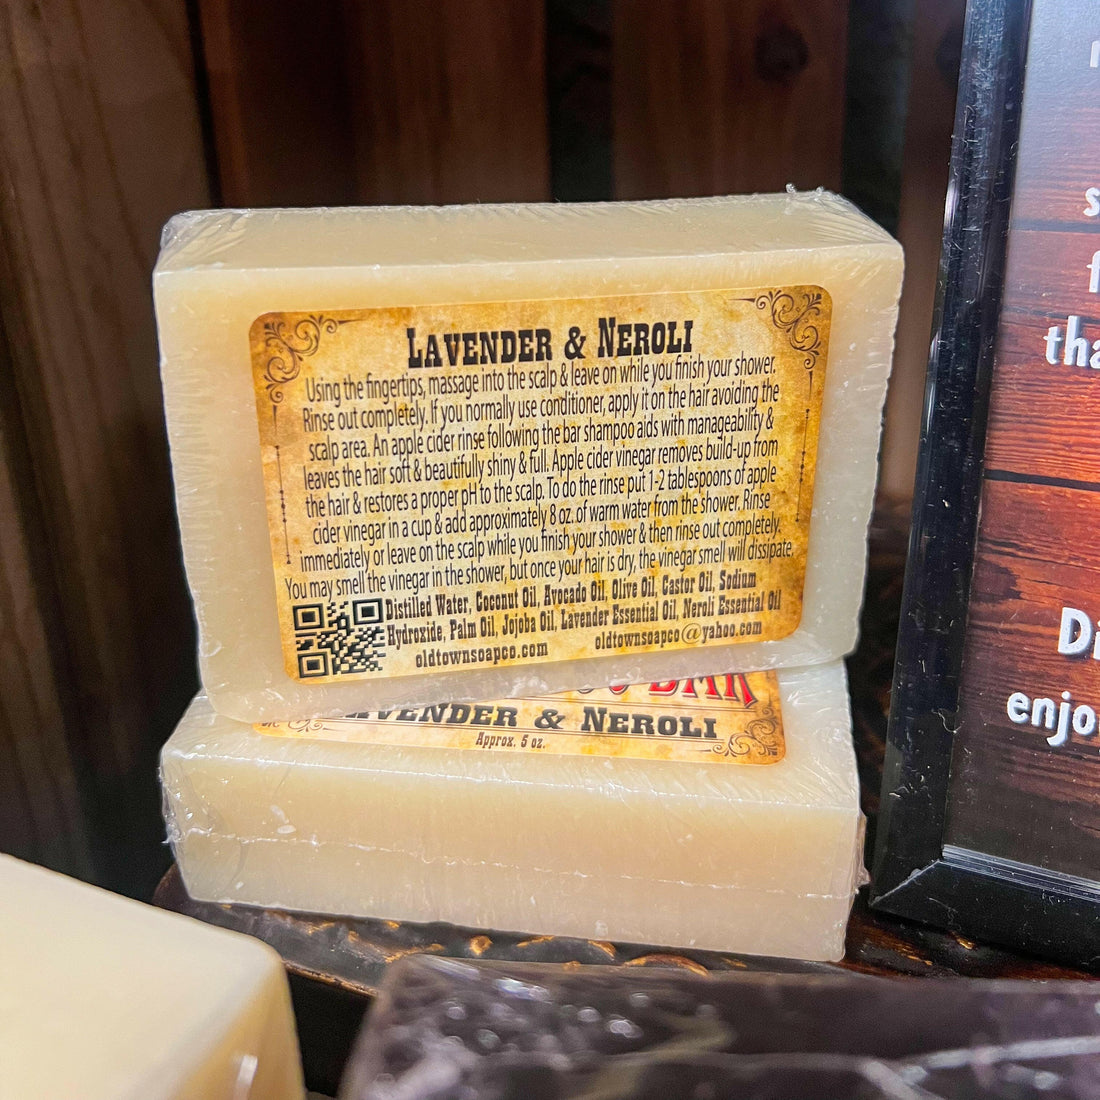 LAVENDER & NEROLI
Using the fingertips, massage into the scalp & leave on while you finish your shower.
Rinse out completely. If you normally use conditioner, apply it on the hair avoiding the
scalp area. An apple cider rinse following the bar shampoo aids with manageability &
leaves the hair soft & beautifully shiny & full. Apple cider vinegar removes build-up from
the hair & restores a proper pH to the scalp. To do the rinse put 1-2 tablespoons of apple
cider vinegar in a cup & add approximately 8 oz. of warm water from the shower. Rinse
immediately or leave on the scalp while you finish your shower & then rinse out completely.
You may smell the vinegar in the shower, but once your hair is dry, the vinegar smell will dissipate.
Distilled Water, Coconut Oil, Avocado Oil, Olive Oil, Castor Oil, Sodium
Hydroxide, Palm Oil, Jojoba Oil, Lavender Essential Oil, Neroli Essential Oil
oldtownsoapco.com oldtownsoapco@yahoo.com
BAR
LAVENDER & NEROLI
Approx. 5 oz.